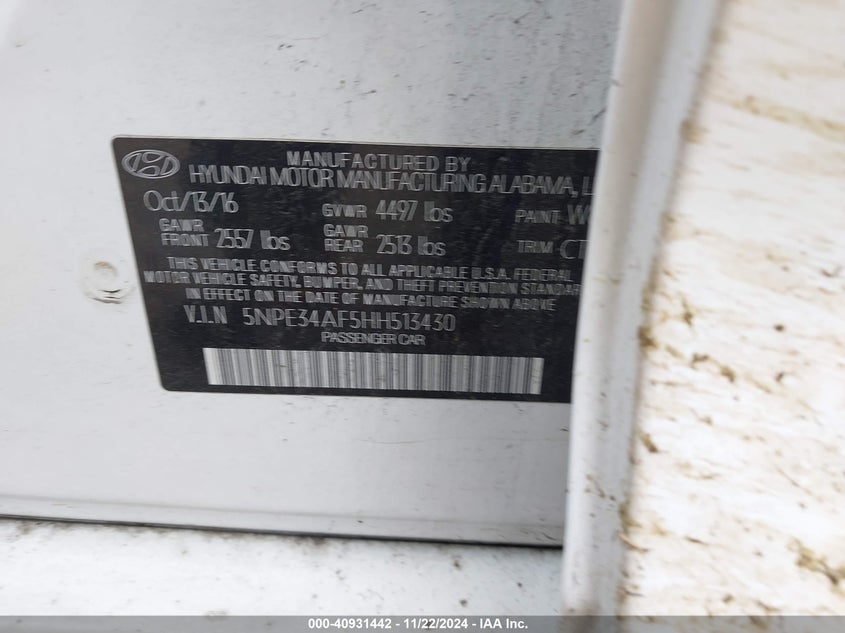 MANUFACTURED BY
HYUNDAI MOTOR MANUFACTURING ALABAMA,
Oct/13/16 GVWR 4497 lbs PAINT
GAWR FRONT 2557 lbs GAWR REAR 2513 lbs TRIM
THIS VEHICLE CONFORMS TO ALL APPLICABLE U.S.A. FEDERAL
MOTOR VEHICLE SAFETY, BUMPER, AND THEFT PREVENTION STANDAR
IN EFFECT ON THE DATE OF MANUFACTURE SHOWN ABOVE.
V.I.N 5NPE34AF5HH513430
PASSENGER CAR
000-40931442 - 11/22/2024 - IAA Inc.